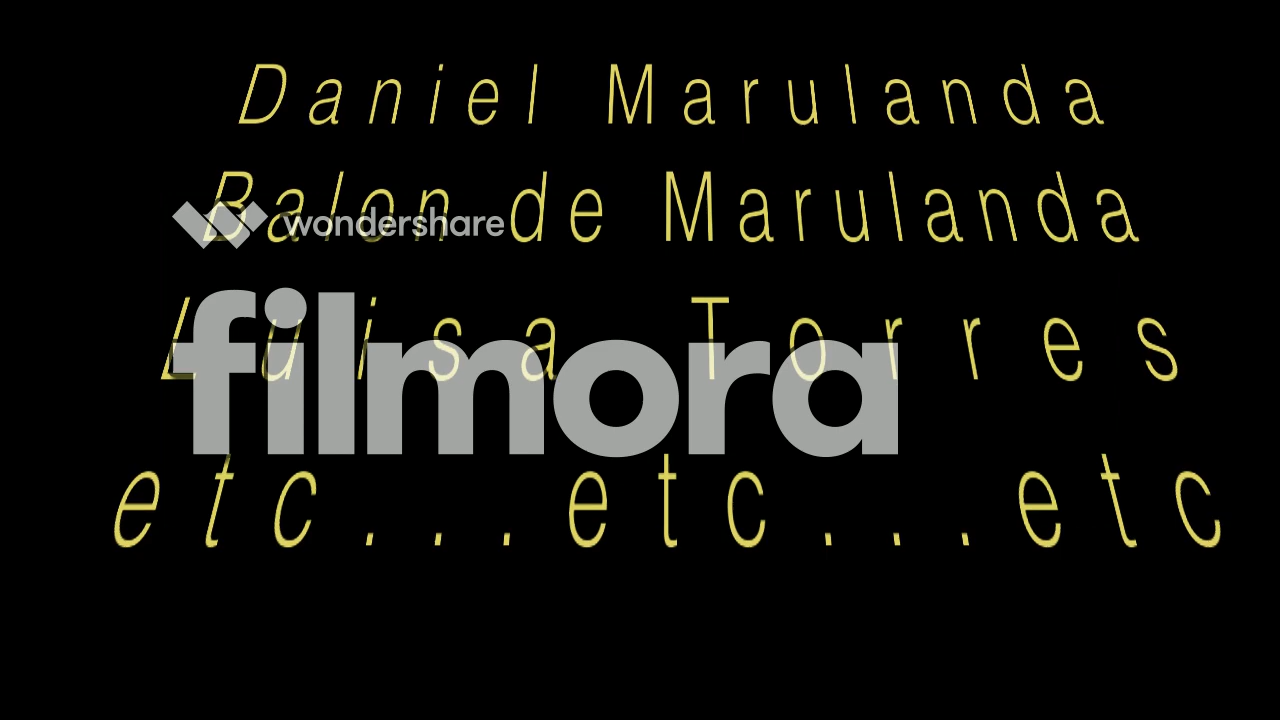 Daniel Marulanda
Balon de Marulanda
wondershare
Luisa Torres
filmora
etc...etc...etc